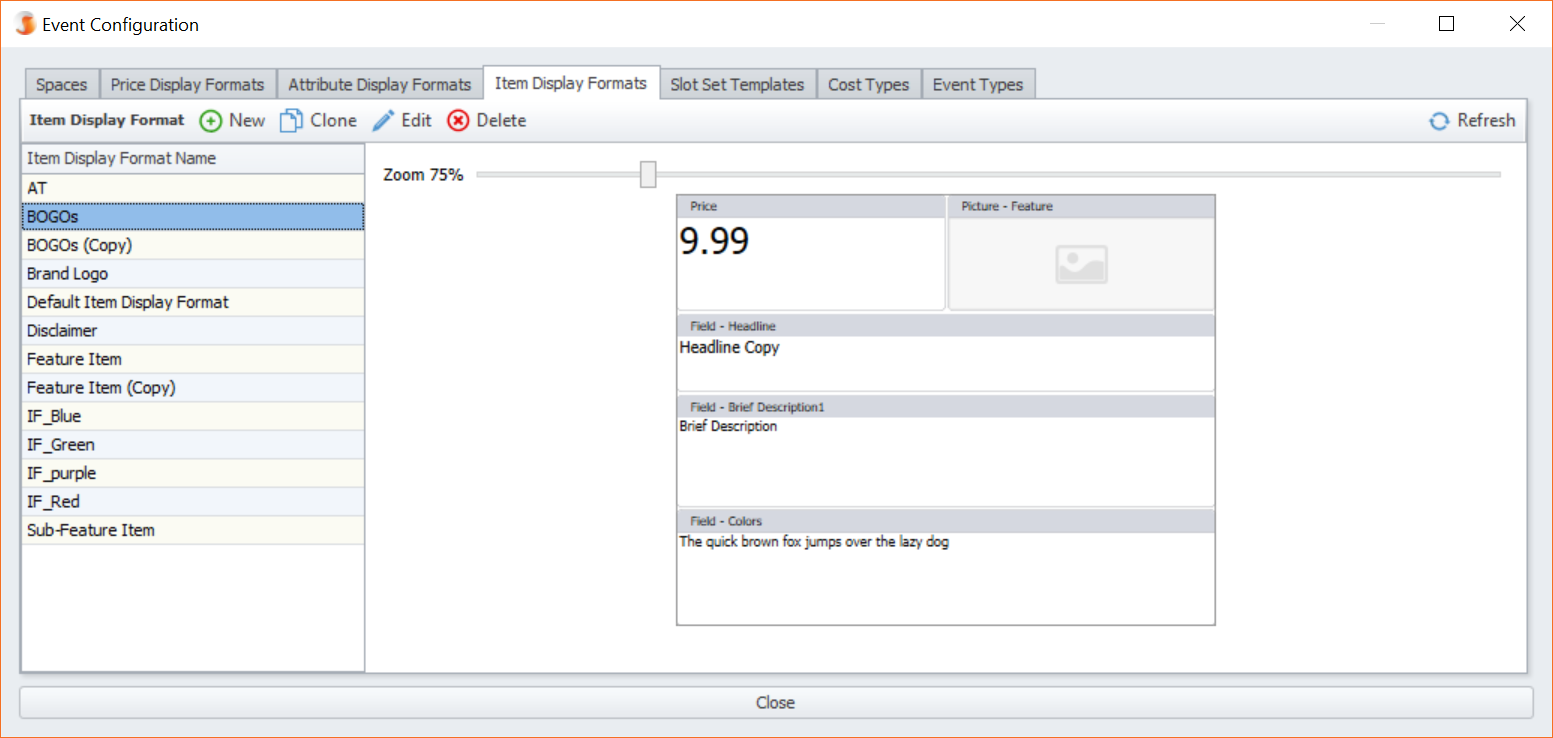 Event Configuration
Spaces Price Display Formats Attribute Display Formats Item Display Formats Slot Set Templates Cost Types Event Types
Item Display Format New Clone Edit Delete Refresh
Item Display Format Name
AT
BOGOs
BOGOs (Copy)
Brand Logo
Default Item Display Format
Disclaimer
Feature Item
Feature Item (Copy)
IF_Blue
IF_Green
IF_purple
IF_Red
Sub-Feature Item
Zoom 75%
Price Picture - Feature
9.99
Field - Headline
Headline Copy
Field - Brief Description1
Brief Description
Field - Colors
The quick brown fox jumps over the lazy dog
Close